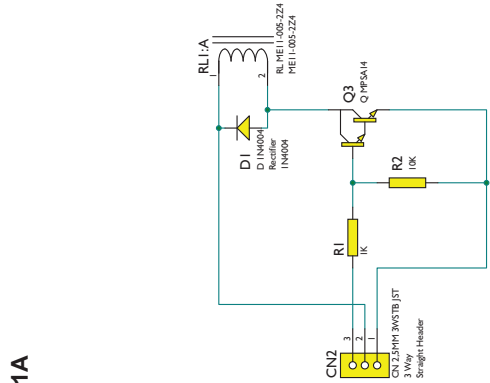 1A
RL1:A
RL ME11-005-2Z4
ME11-005-2Z4
1
2
D1
D 1N4004
Rectifier
1N4004
Q3
Q MPSA14
R1
1K
R2
10K
CN2
3
2
1
CN 2.5MM 3WSTB JST
3 Way
Straight Header